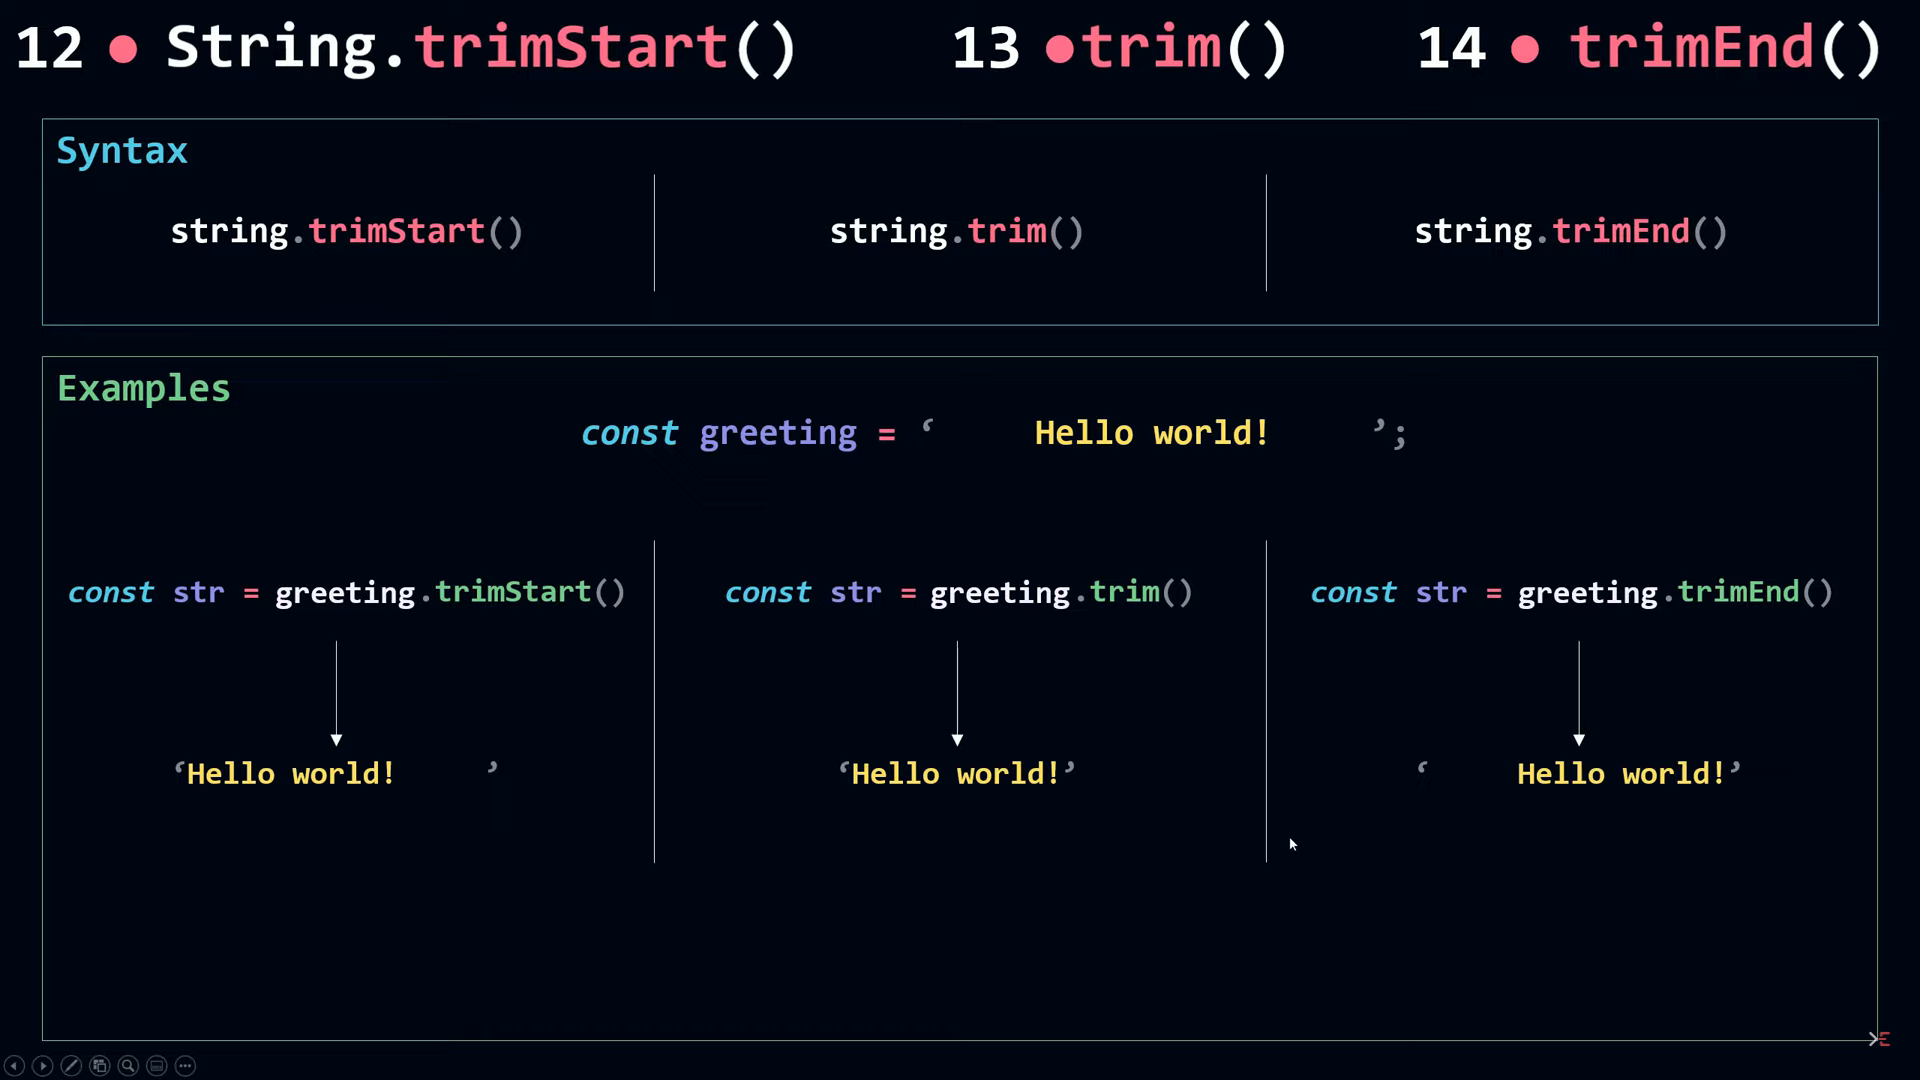 12 ● String.trimStart() 13 ●trim() 14 ● trimEnd()
Syntax
string.trimStart() string.trim() string.trimEnd()
Examples
const greeting = ‘     Hello world!     ’;
const str = greeting.trimStart() const str = greeting.trim() const str = greeting.trimEnd()
‘Hello world!     ’ ‘Hello world!’ ‘     Hello world!’